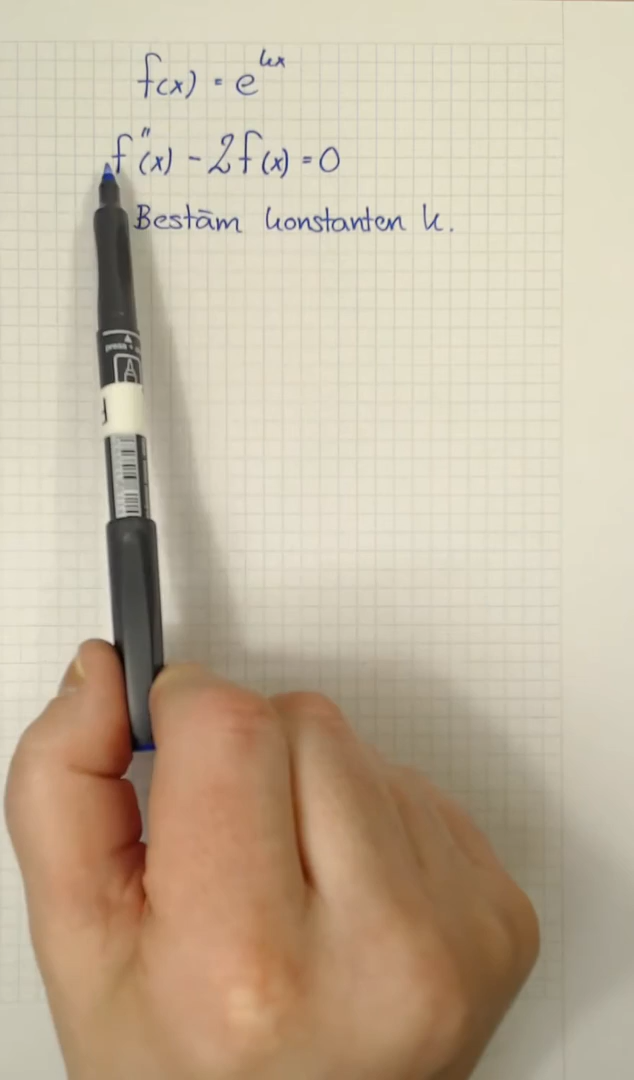 f(x) = e^{kx}
f''(x) - 2f(x) = 0
Bestäm konstanten k.